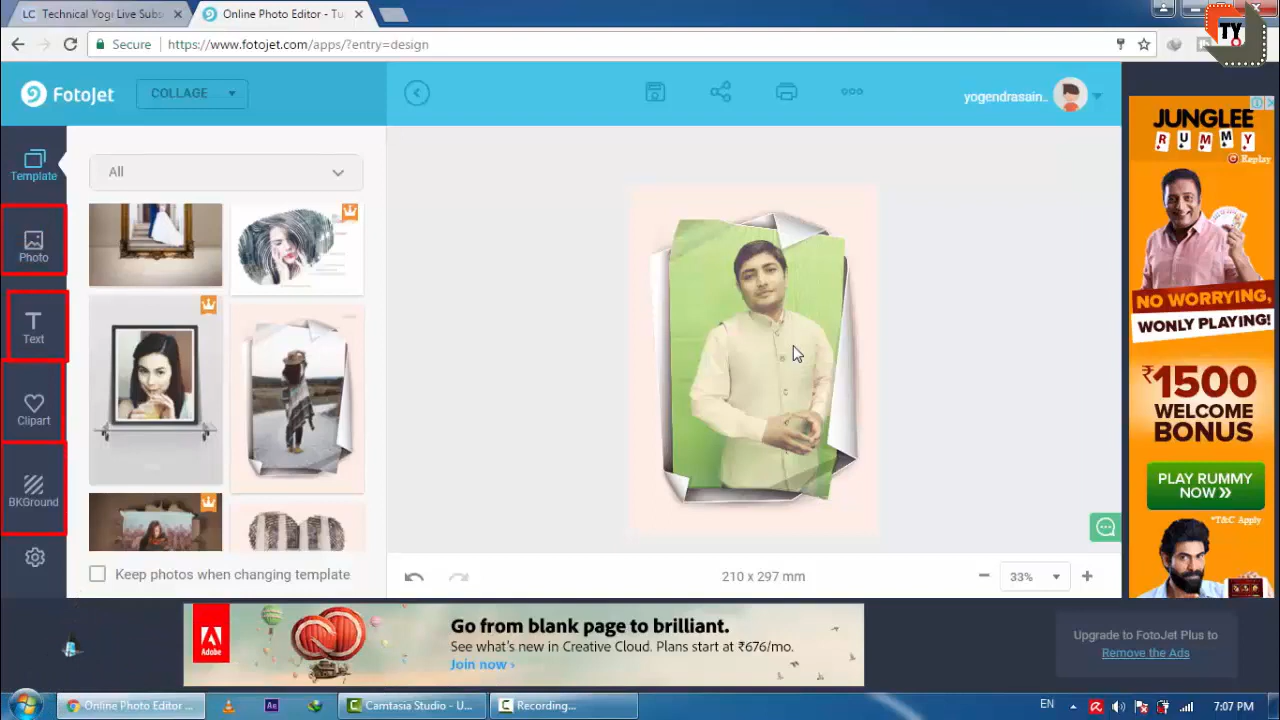 LC Technical Yogi Live Subs
Online Photo Editor - Tu
Secure
https://www.fotojet.com/apps/?entry=design
TY
FotoJet
COLLAGE
yogendrasain..
Template
Photo
Text
Clipart
BKGround
All
Keep photos when changing template
210 x 297 mm
33%
JUNGLEE
RUMMY
Replay
NO WORRYING,
WONLY PLAYING!
₹1500
WELCOME
BONUS
PLAY RUMMY
NOW »
*T&C Apply
Adobe
Go from blank page to brilliant.
See what's new in Creative Cloud. Plans start at ₹676/mo.
Join now ›
Upgrade to FotoJet Plus to
Remove the Ads
Online Photo Editor ...
Ae
Camtasia Studio - U...
Recording...
EN
7:07 PM